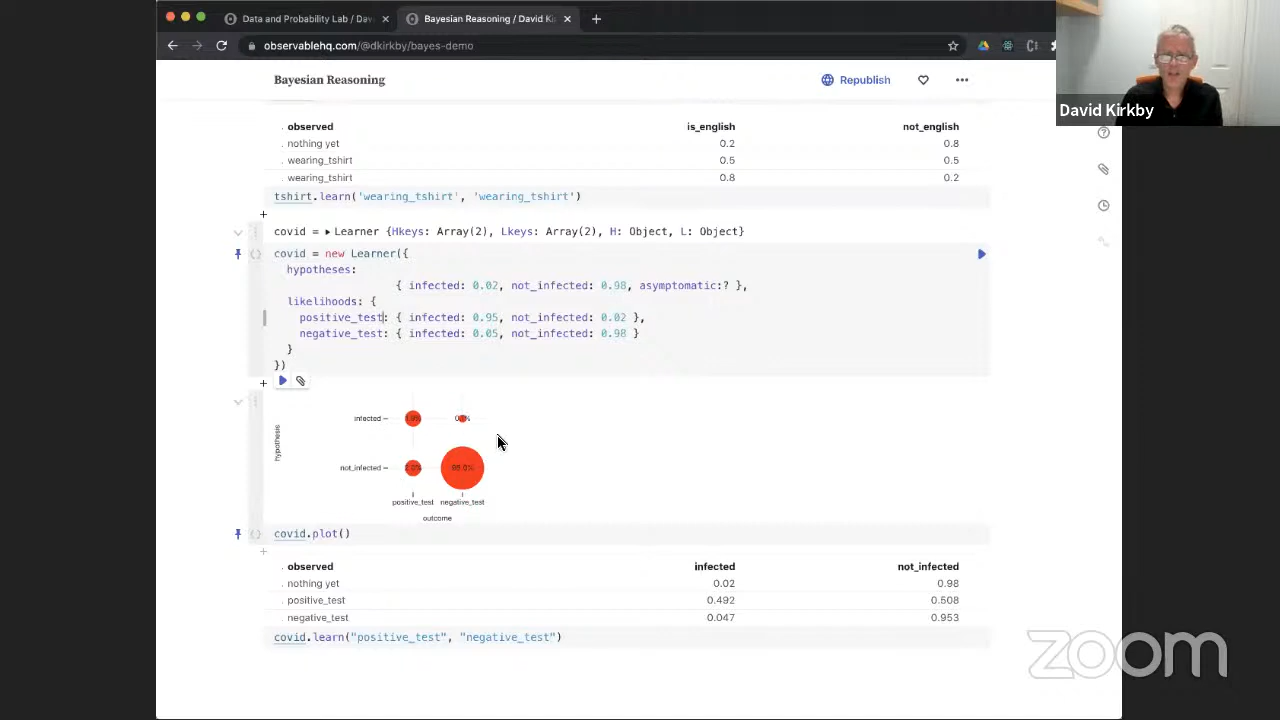 Data and Probability Lab / Dav
Bayesian Reasoning / David Ki
observablehq.com/@dkirkby/bayes-demo
David Kirkby
Bayesian Reasoning
Republish
observed is_english not_english
nothing yet 0.2 0.8
wearing_tshirt 0.5 0.5
wearing_tshirt 0.8 0.2
tshirt.learn('wearing_tshirt', 'wearing_tshirt')
covid = ▸ Learner {Hkeys: Array(2), Lkeys: Array(2), H: Object, L: Object}
covid = new Learner({
hypotheses:
{ infected: 0.02, not_infected: 0.98, asymptomatic:? },
likelihoods: {
positive_test: { infected: 0.95, not_infected: 0.02 },
negative_test: { infected: 0.05, not_infected: 0.98 }
}
})
infected
hypothesis
not_infected
positive_test negative_test
outcome
covid.plot()
observed infected not_infected
nothing yet 0.02 0.98
positive_test 0.492 0.508
negative_test 0.047 0.953
covid.learn("positive_test", "negative_test")
zoom